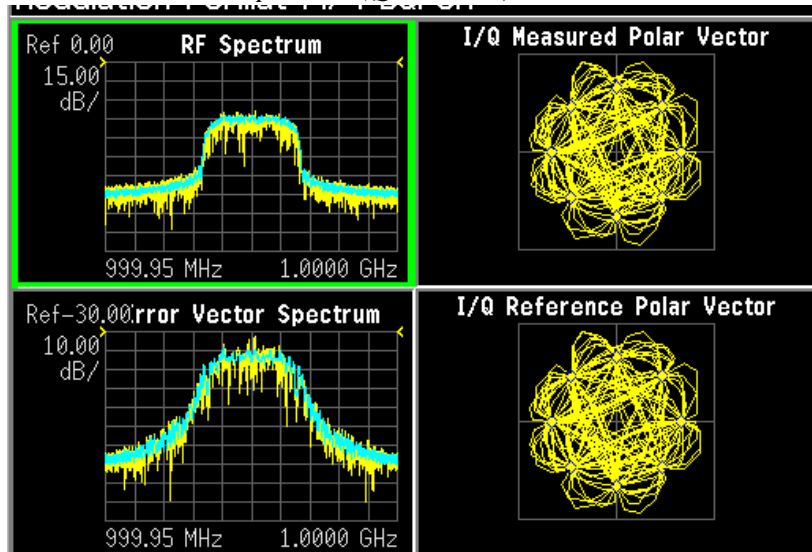 Ref 0.00 RF Spectrum
15.00
dB/
999.95 MHz 1.0000 GHz
I/Q Measured Polar Vector
Ref-30.00 rror Vector Spectrum
10.00
dB/
999.95 MHz 1.0000 GHz
I/Q Reference Polar Vector